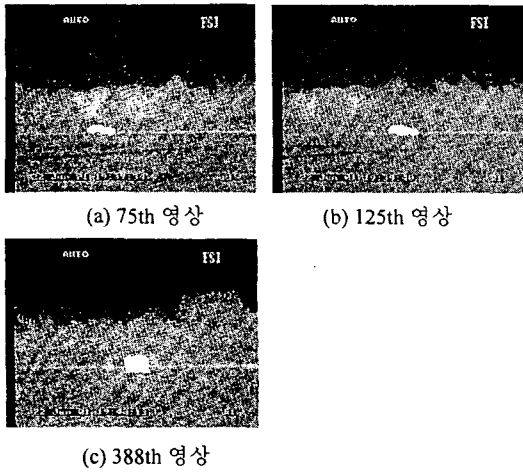 AUTO FSI
AUTO FSI
(a) 75th 영상
(b) 125th 영상
AUTO FSI
(c) 388th 영상